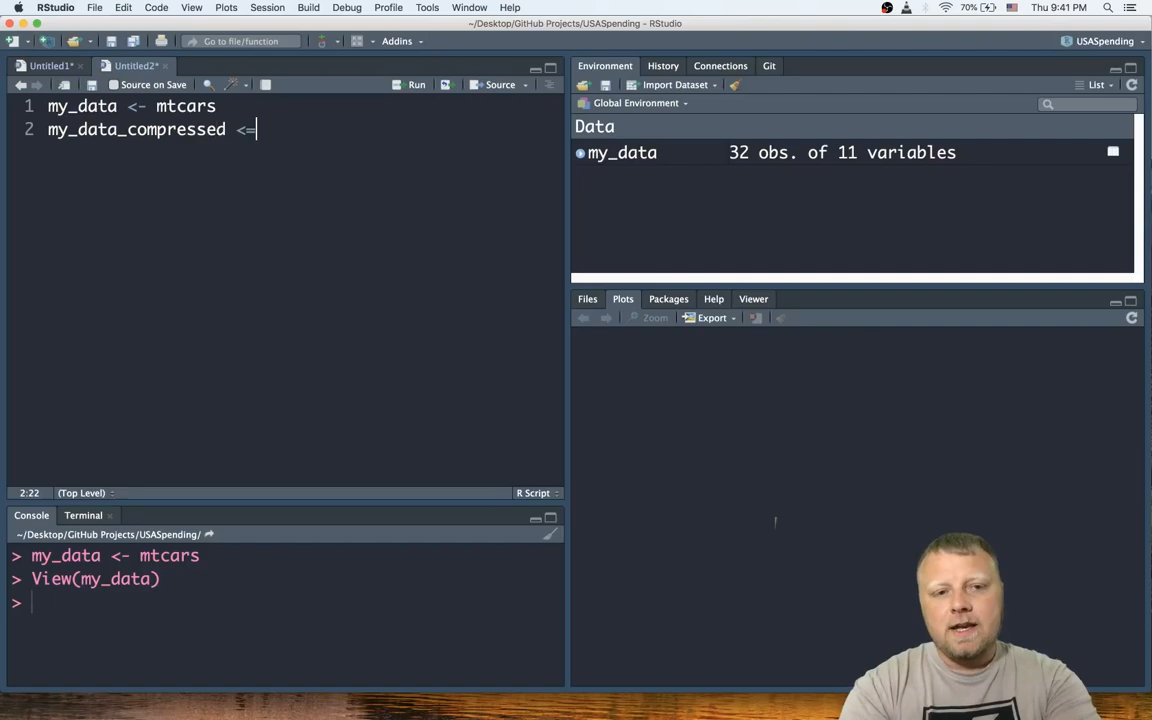 RStudio File Edit Code View Plots Session Build Debug Profile Tools Window Help 70% Thu 9:41 PM
~/Desktop/GitHub Projects/USASpending - RStudio
Go to file/function Addins USASpending
Untitled1* Untitled2*
Source on Save Run Source
1 my_data <- mtcars
2 my_data_compressed <=
2:22 (Top Level) R Script
Console Terminal
~/Desktop/GitHub Projects/USASpending/
> my_data <- mtcars
> View(my_data)
>
Environment History Connections Git
Import Dataset List
Global Environment
Data
my_data 32 obs. of 11 variables
Files Plots Packages Help Viewer
Zoom Export